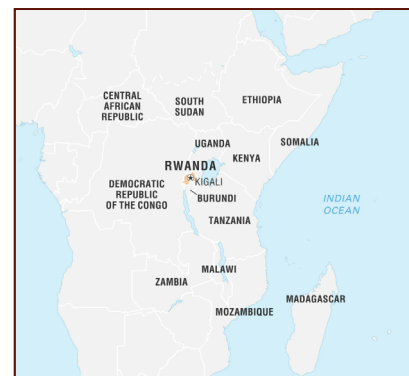 CENTRAL
AFRICAN
REPUBLIC
SOUTH
SUDAN
ETHIOPIA
UGANDA
SOMALIA
KENYA
RWANDA
KIGALI
DEMOCRATIC
REPUBLIC
OF THE CONGO
BURUNDI
INDIAN
OCEAN
TANZANIA
MALAWI
ZAMBIA
MADAGASCAR
MOZAMBIQUE